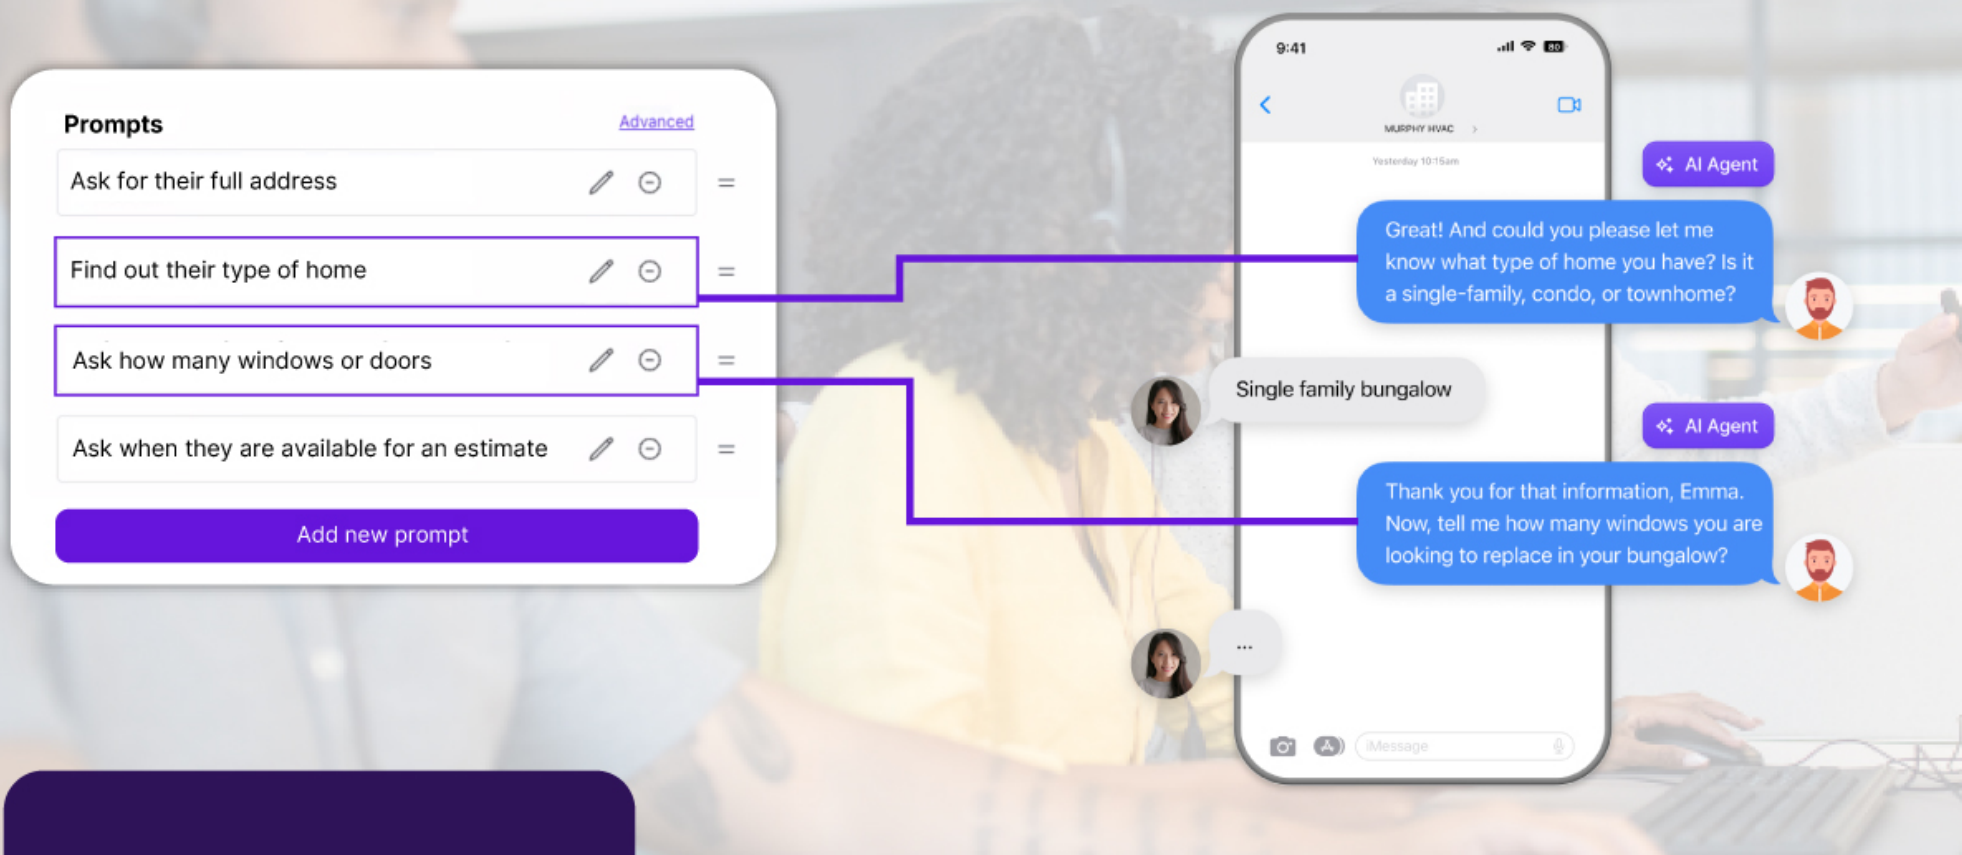 Prompts
Advanced
Ask for their full address
Find out their type of home
Ask how many windows or doors
Ask when they are available for an estimate
Add new prompt
9:41
80
MURPHY HVAC
Yesterday 10:15am
AI Agent
Great! And could you please let me
know what type of home you have? Is it
a single-family, condo, or townhome?
Single family bungalow
AI Agent
Thank you for that information, Emma.
Now, tell me how many windows you are
looking to replace in your bungalow?
...
iMessage